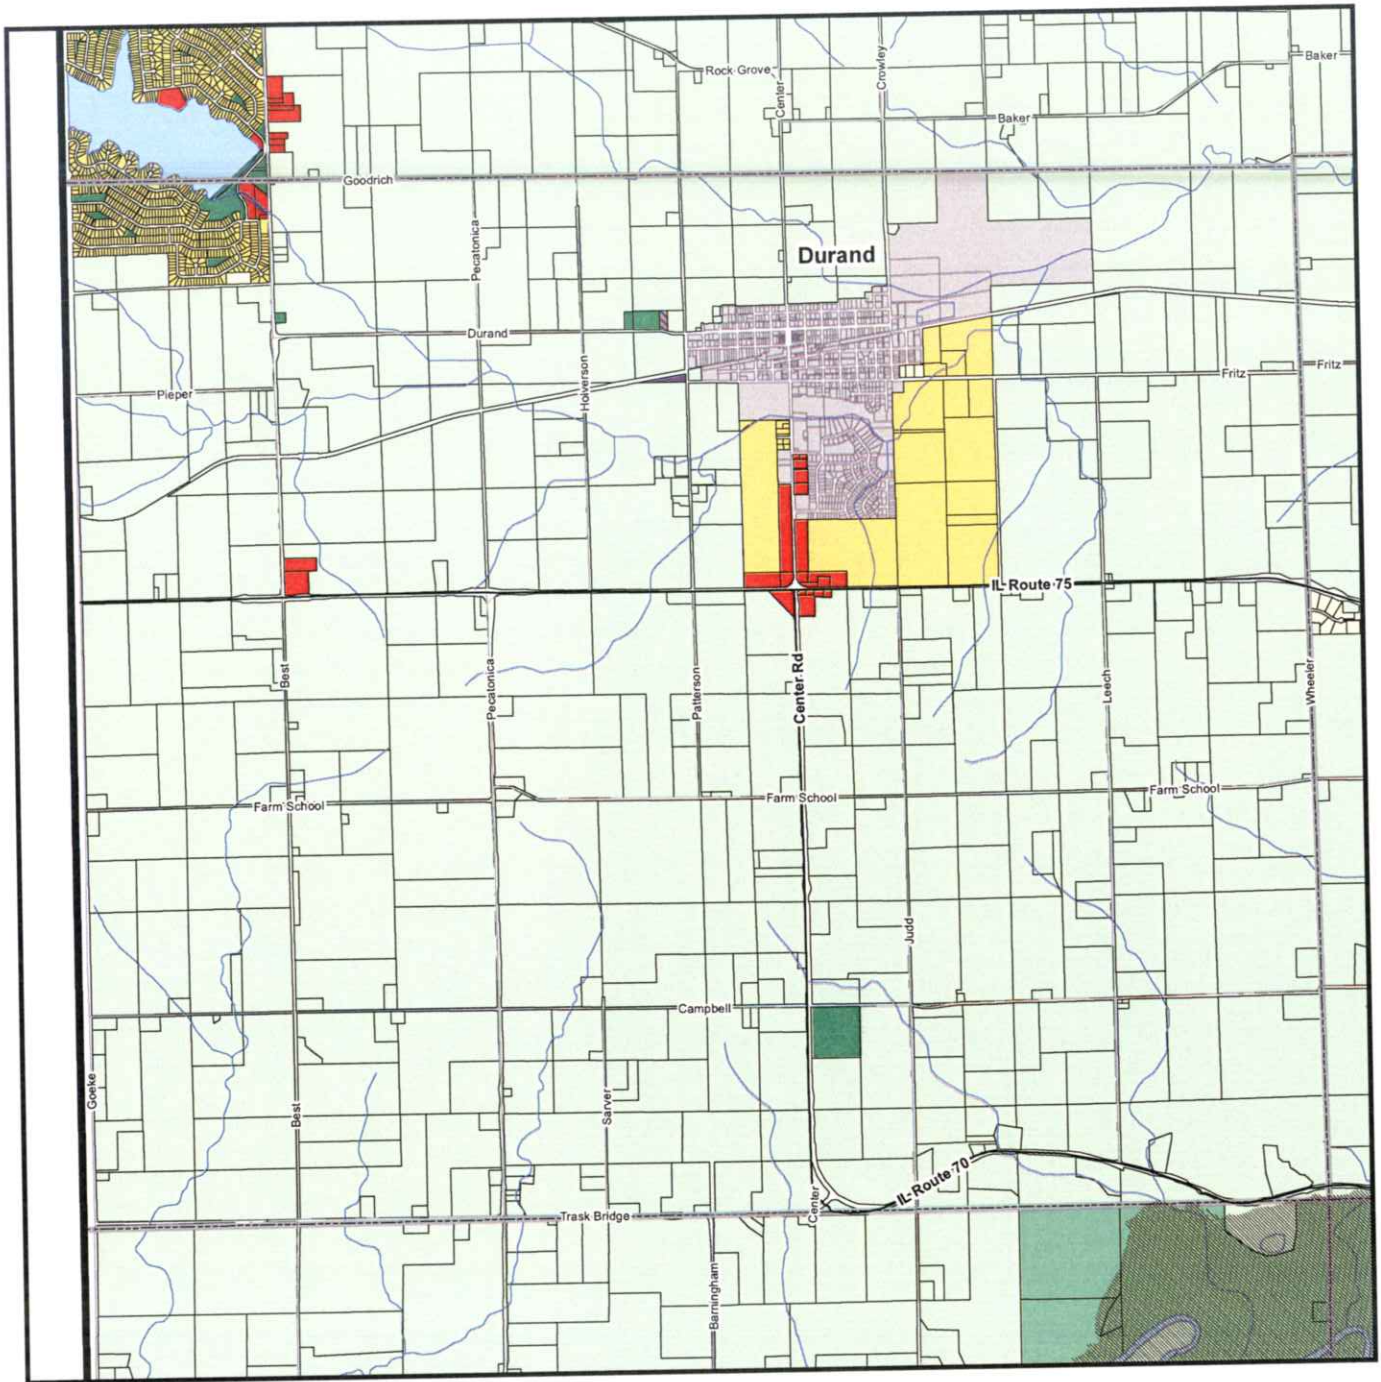 Rock Grove
Center
Crowley
Baker
Baker
Goodrich
Pecatonica
Durand
Durand
Holverson
Pieper
Fritz
Fritz
IL Route 75
Best
Pecatonica
Patterson
Center Rd
Leech
Wheeler
Farm School
Farm School
Farm School
Judd
Campbell
Goeke
Best
Sarver
IL Route 70
Center
Trask Bridge
Barningham